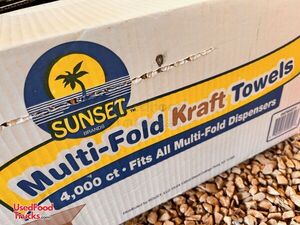 SUNSET
BRANDS
Multi-Fold Kraft Towels
4,000 ct · Fits All Multi-Fold Dispensers
UsedFood
Trucks.com